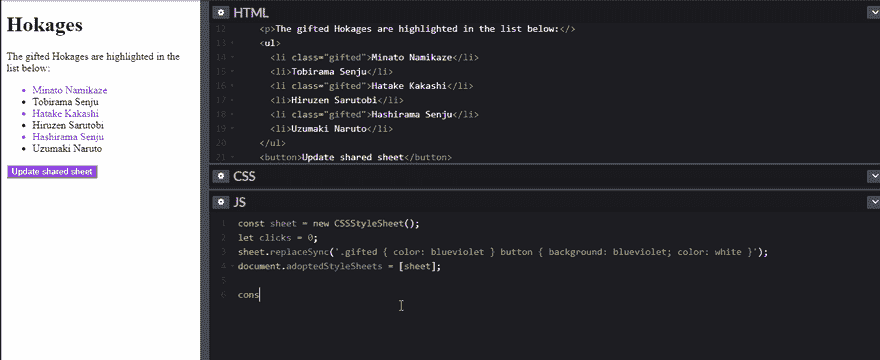 Hokages
The gifted Hokages are highlighted in the
list below:
Minato Namikaze
Tobirama Senju
Hatake Kakashi
Hiruzen Sarutobi
Hashirama Senju
Uzumaki Naruto
Update shared sheet
HTML
12 <p>The gifted Hokages are highlighted in the list below:</>
13 <ul>
14 <li class="gifted">Minato Namikaze</li>
15 <li>Tobirama Senju</li>
16 <li class="gifted">Hatake Kakashi</li>
17 <li>Hiruzen Sarutobi</li>
18 <li class="gifted">Hashirama Senju</li>
19 <li>Uzumaki Naruto</li>
20 </ul>
21 <button>Update shared sheet</button>
CSS
JS
1 const sheet = new CSSStyleSheet();
2 let clicks = 0;
3 sheet.replaceSync('.gifted { color: blueviolet } button { background: blueviolet; color: white }');
4 document.adoptedStyleSheets = [sheet];
5
6 cons